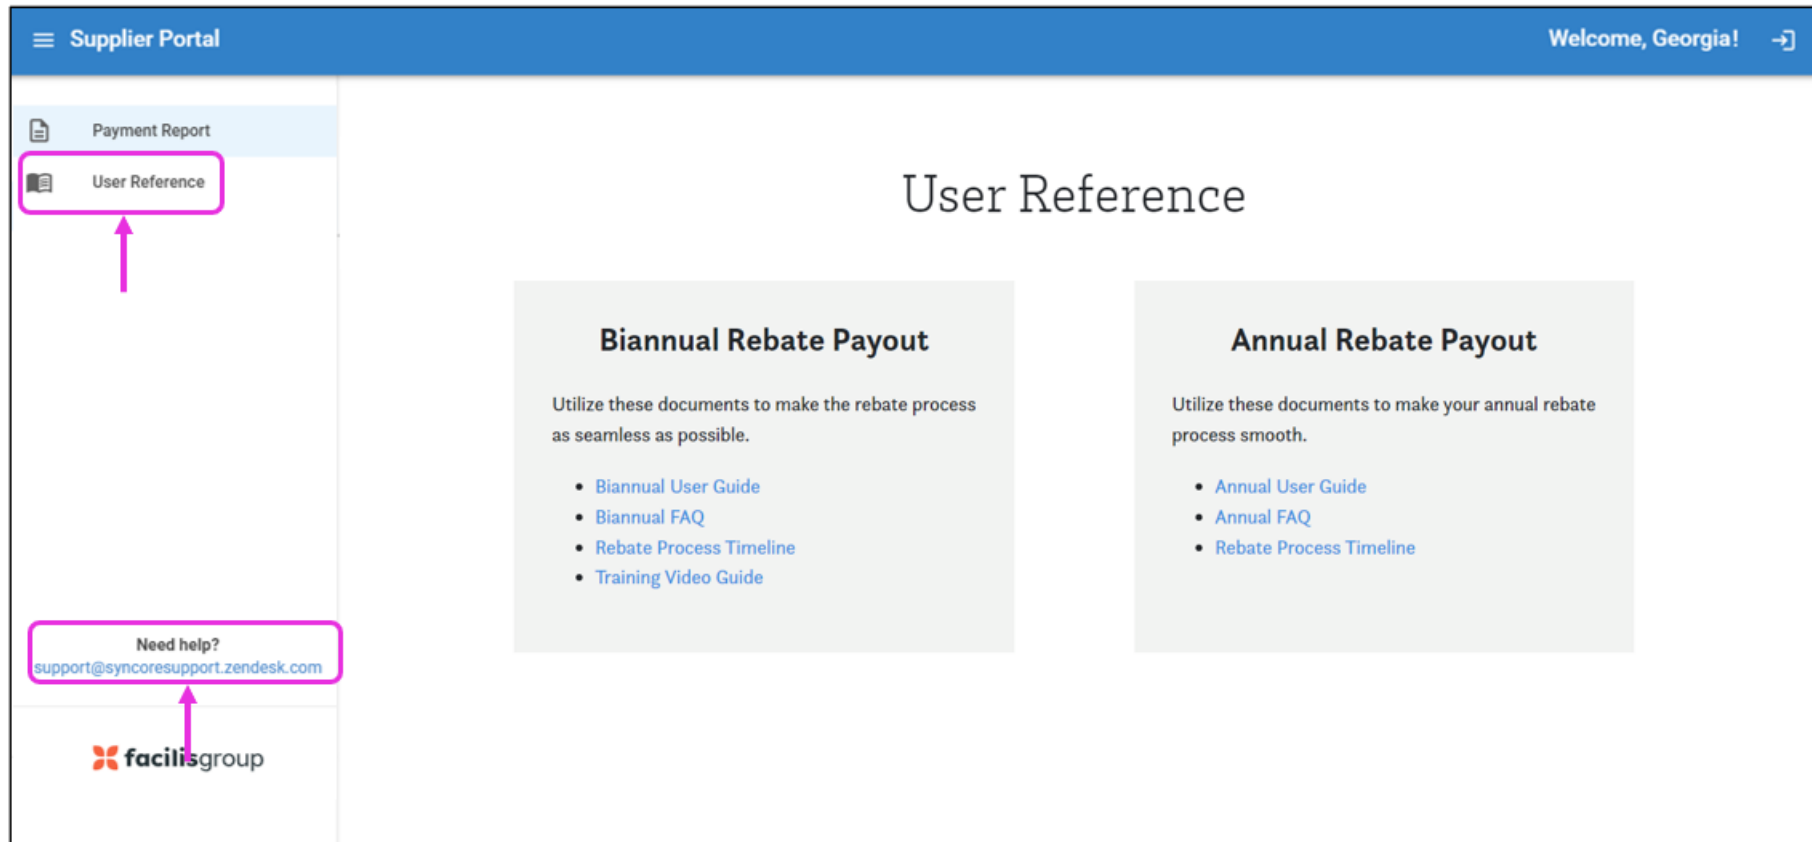 Supplier Portal
Welcome, Georgia!
Payment Report
User Reference
User Reference
Biannual Rebate Payout
Utilize these documents to make the rebate process
as seamless as possible.
• Biannual User Guide
• Biannual FAQ
• Rebate Process Timeline
• Training Video Guide
Annual Rebate Payout
Utilize these documents to make your annual rebate
process smooth.
• Annual User Guide
• Annual FAQ
• Rebate Process Timeline
Need help?
support@syncoresupport.zendesk.com
facilisgroup